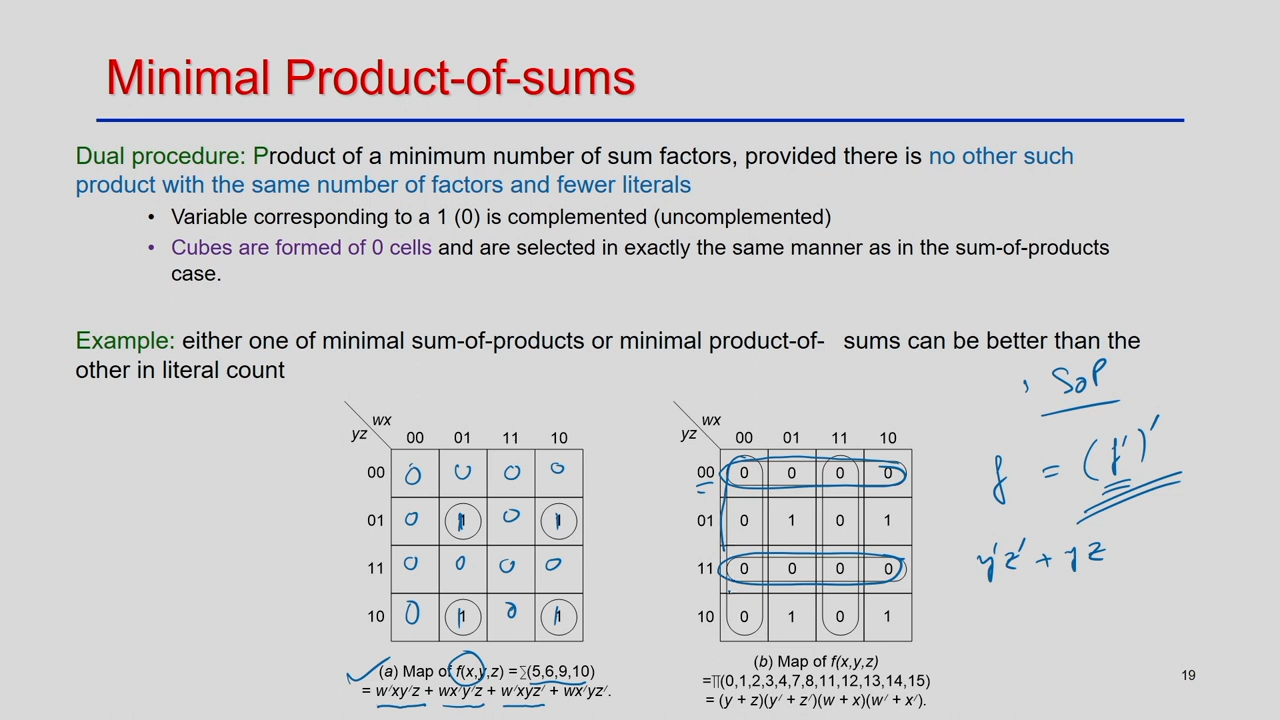 Minimal Product-of-sums
Dual procedure: Product of a minimum number of sum factors, provided there is no other such
product with the same number of factors and fewer literals
• Variable corresponding to a 1 (0) is complemented (uncomplemented)
• Cubes are formed of 0 cells and are selected in exactly the same manner as in the sum-of-products
case.
Example: either one of minimal sum-of-products or minimal product-of- sums can be better than the
other in literal count
SOP
f = (f')'
y'z' + yz
wx
yz 00 01 11 10
00 0 0 0 0
01 0 1 0 1
11 0 0 0 0
10 0 1 0 1
(a) Map of f(x,y,z) =∑(5,6,9,10)
= w′xy′z + wx′y′z + w′xyz′ + wx′yz′.
wx
yz 00 01 11 10
00 0 0 0 0
01 0 1 0 1
11 0 0 0 0
10 0 1 0 1
(b) Map of f(x,y,z)
=∏(0,1,2,3,4,7,8,11,12,13,14,15)
= (y + z)(y′ + z′)(w + x)(w′ + x′).
19